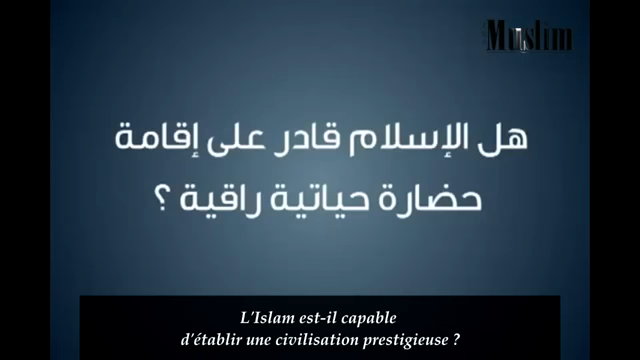 Muslim
هل الإسلام قادر على إقامة
حضارة حياتية راقية ؟
L'Islam est-il capable
d'établir une civilisation prestigieuse ?